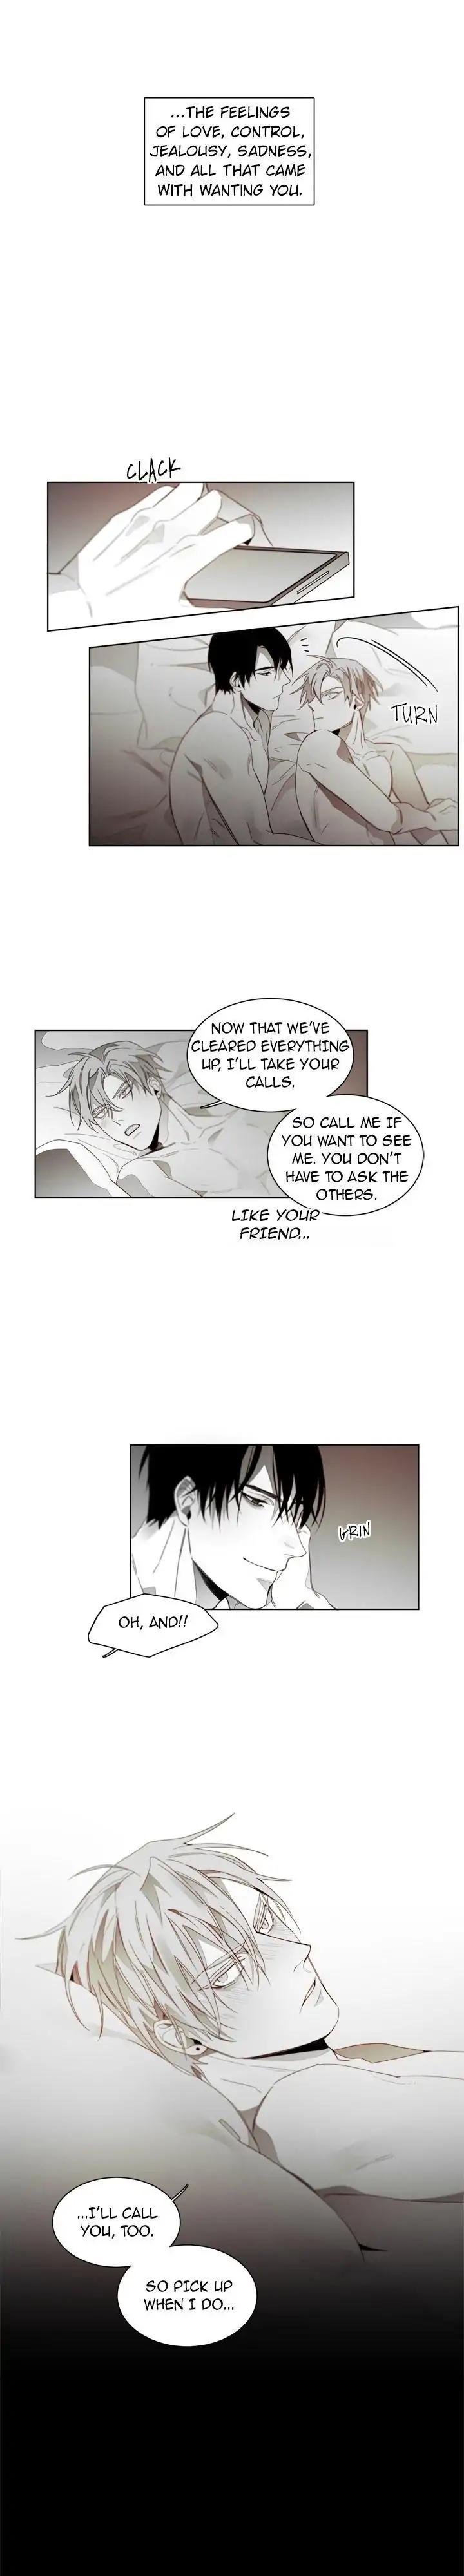 ...THE FEELINGS
OF LOVE, CONTROL,
JEALOUSY, SADNESS,
AND ALL THAT CAME
WITH WANTING YOU.
CLACK
TURN
NOW THAT WE'VE
CLEARED EVERYTHING
UP, I'LL TAKE YOUR
CALLS.
SO CALL ME IF
YOU WANT TO SEE
ME. YOU DON'T
HAVE TO ASK THE
OTHERS.
LIKE YOUR
FRIEND...
GRIN
OH, AND!!
...I'LL CALL
YOU, TOO.
SO PICK UP
WHEN I DO...